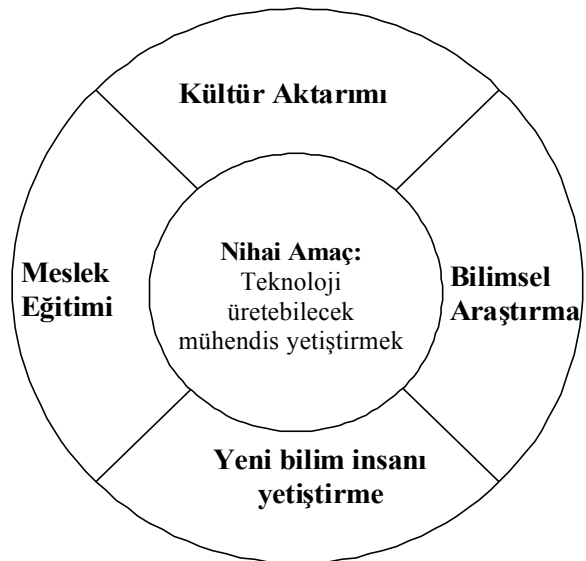 Kültür Aktarımı
Meslek
Eğitimi
Nihai Amaç:
Teknoloji
üretebilecek
mühendis yetiştirmek
Bilimsel
Araştırma
Yeni bilim insanı
yetiştirme